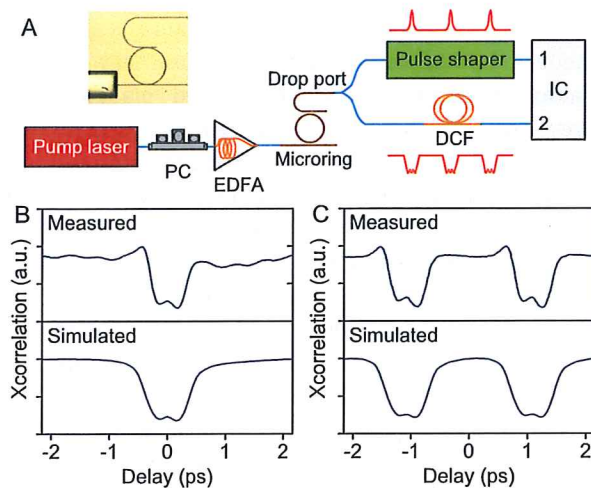 A
Pump laser
PC
EDFA
Microring
Drop port
Pulse shaper
DCF
1
2
IC
B
Measured
Simulated
Xcorrelation (a.u.)
-2 -1 0 1 2
Delay (ps)
C
Measured
Simulated
Xcorrelation (a.u.)
-2 -1 0 1 2
Delay (ps)